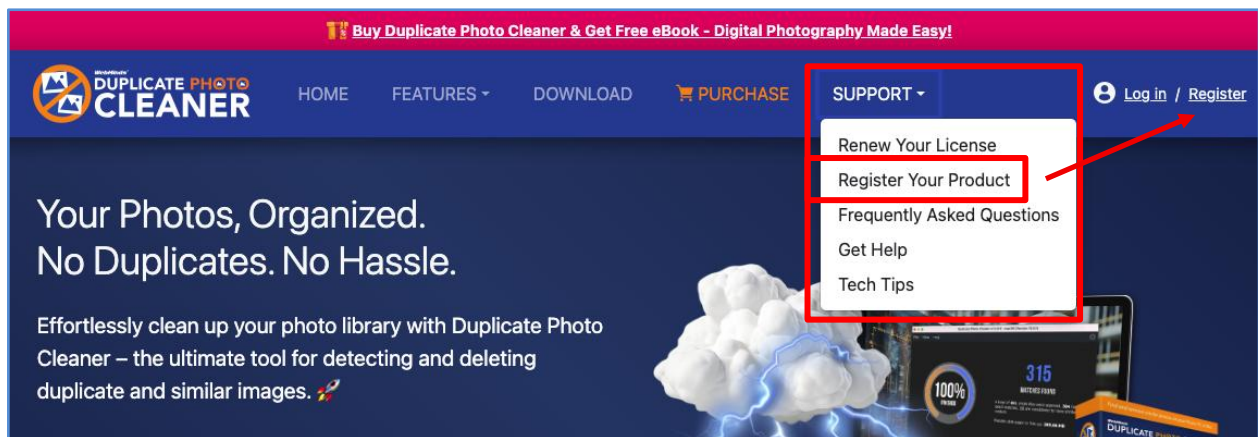 Buy Duplicate Photo Cleaner & Get Free eBook - Digital Photography Made Easy!
DUPLICATE PHOTO
CLEANER
HOME FEATURES DOWNLOAD PURCHASE SUPPORT Log in / Register
Renew Your License
Register Your Product
Frequently Asked Questions
Get Help
Tech Tips
Your Photos, Organized.
No Duplicates. No Hassle.
Effortlessly clean up your photo library with Duplicate Photo
Cleaner – the ultimate tool for detecting and deleting
duplicate and similar images.
100%
315
MATCHES FOUND
DUPLICATE